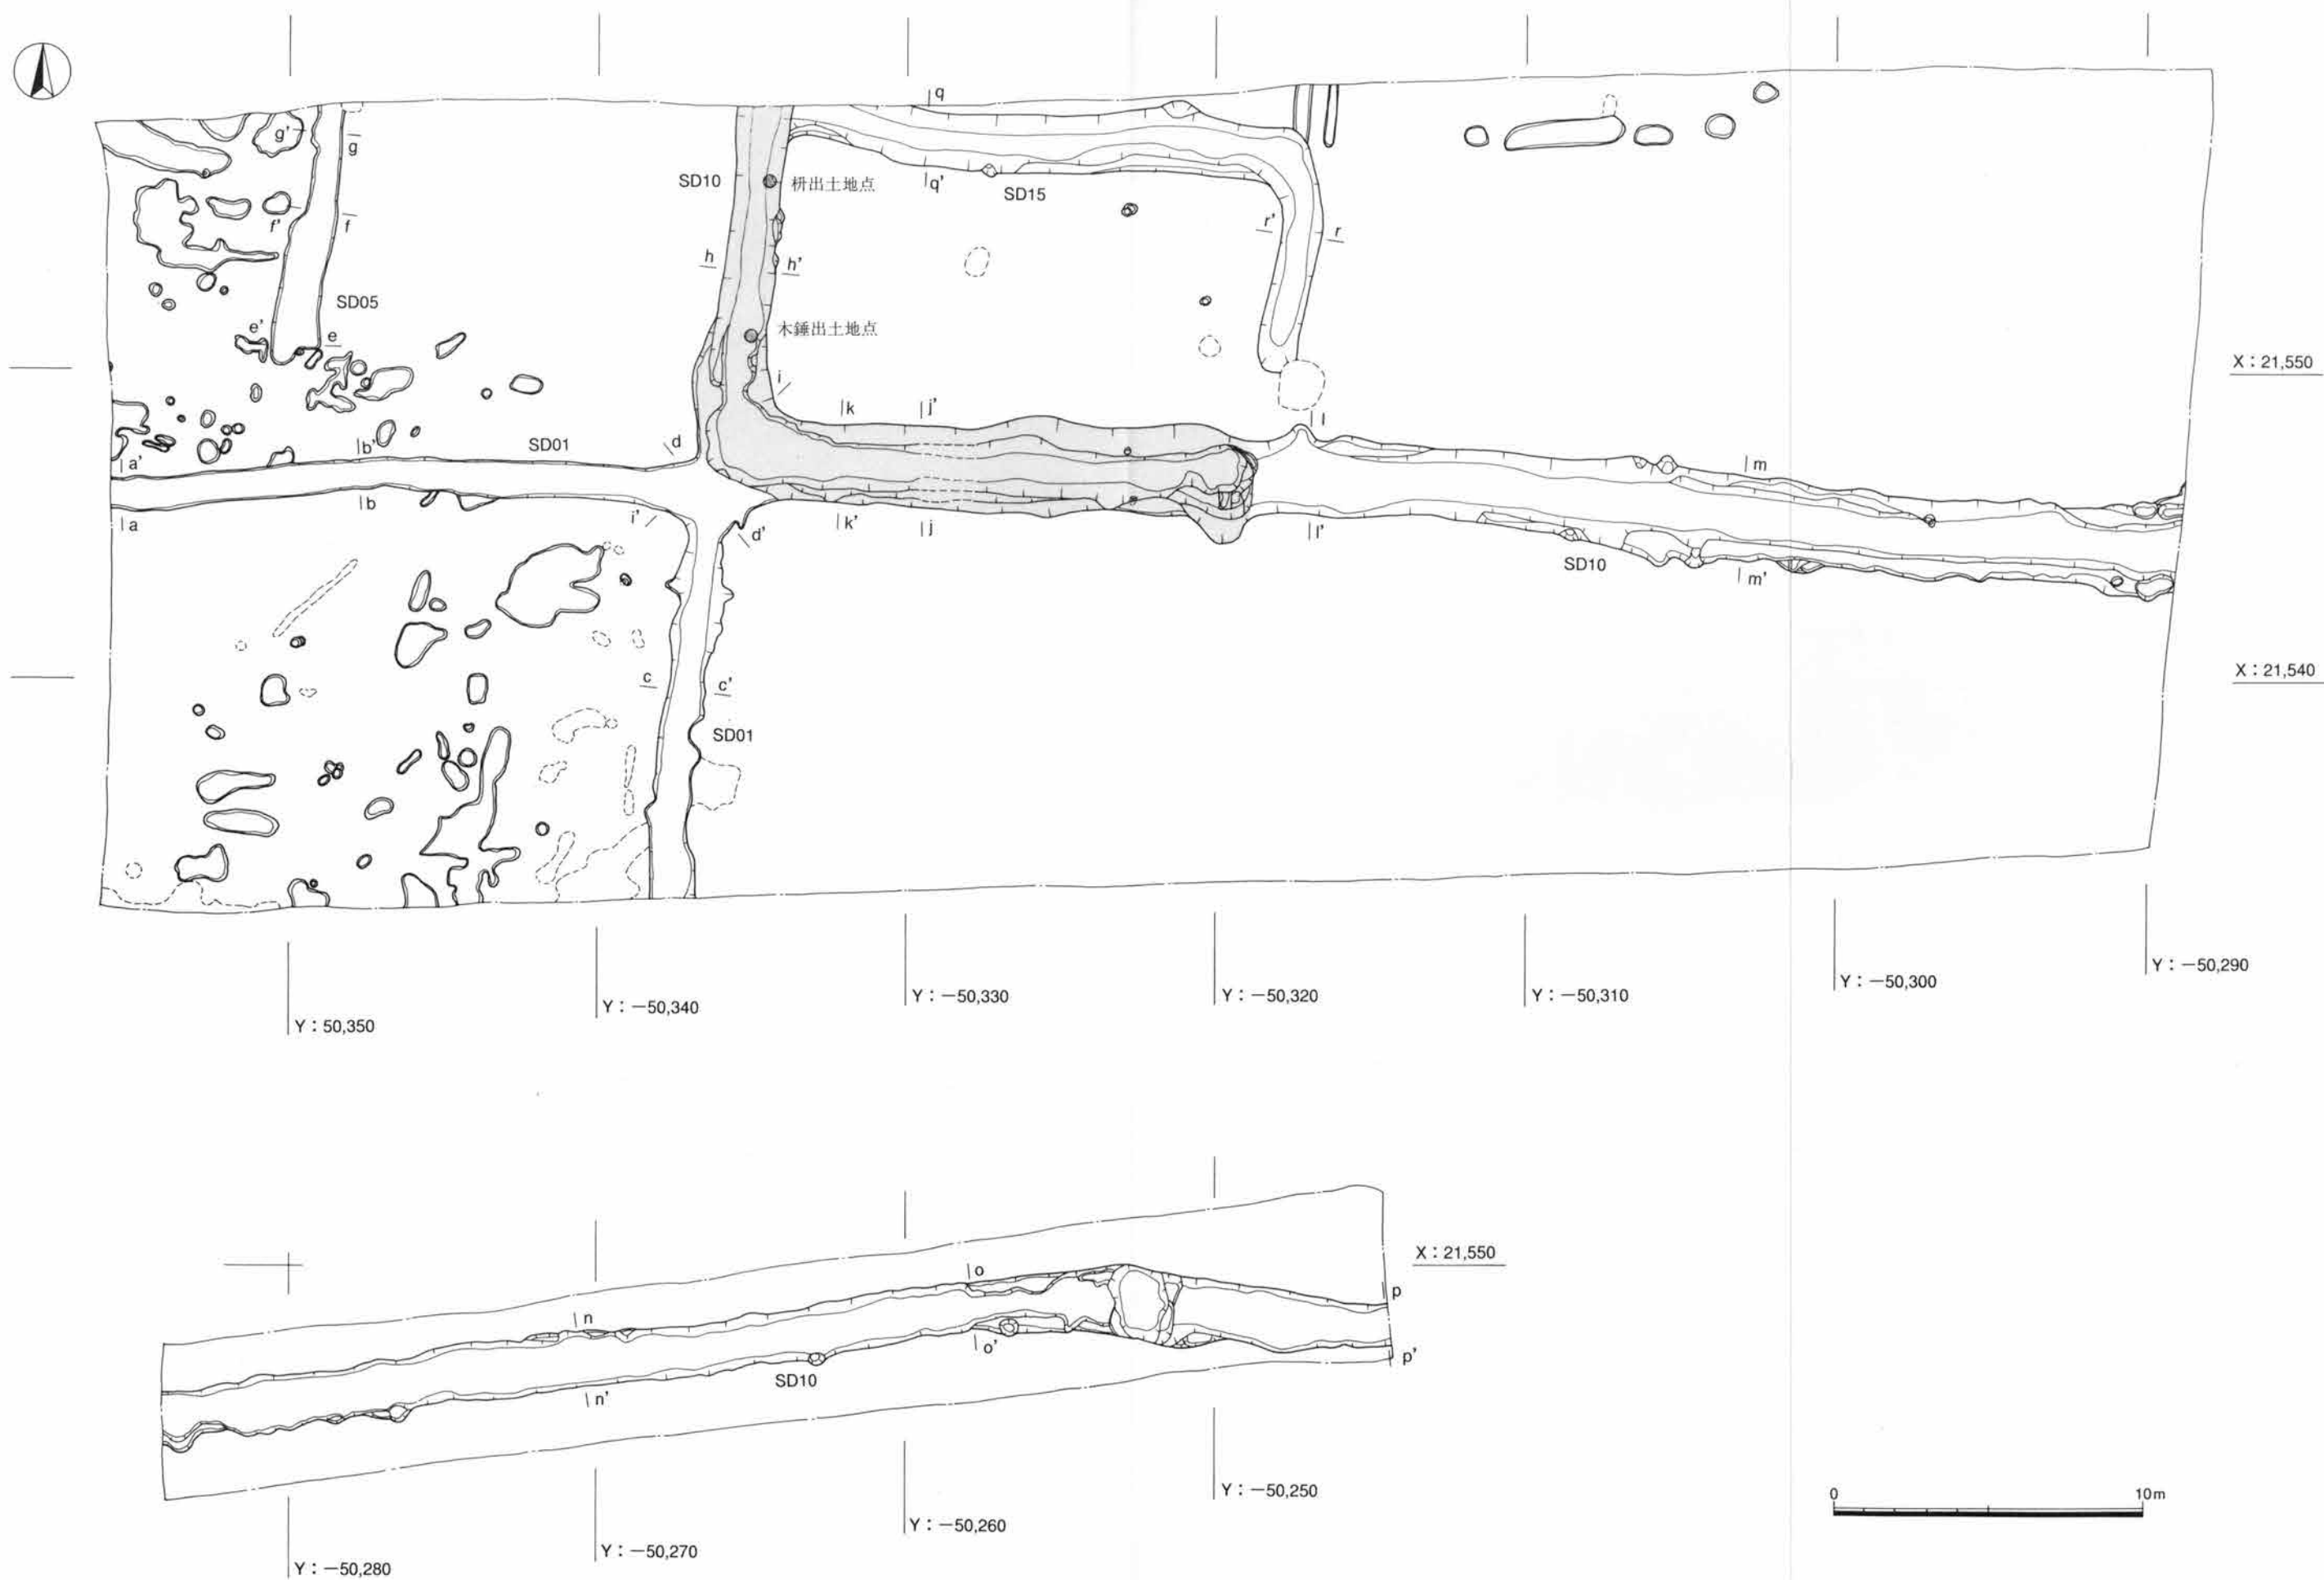 q
g'
g
SD10
枡出土地点
q'
SD15
f'
f
r'
r
h
h'
SD05
木錘出土地点
e'
e
X：21,550
i
k
j'
l
b'
SD01
d
a'
m
b
i'
a
k'
j
d'
l'
SD10
m'
c
c'
X：21,540
SD01
Y：50,350
Y：−50,340
Y：−50,330
Y：−50,320
Y：−50,310
Y：−50,300
Y：−50,290
X：21,550
o
p
n
o'
p'
SD10
n'
Y：−50,280
Y：−50,270
Y：−50,260
Y：−50,250
0
10m